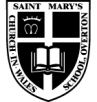 SAINT MARY'S
CHURCH IN WALES
SCHOOL, OVERTON